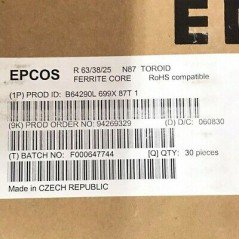 EPCOS R 63/38/25 N87 TOROID
FERRITE CORE RoHS compatible
(1P) PROD ID: B64290L 699X 87T 1
(9K) PROD ORDER NO: 94269329 (D) D/C: 060830
(T) BATCH NO: F000647744 [Q] QTY: 30 pieces
Made in CZECH REPUBLIC